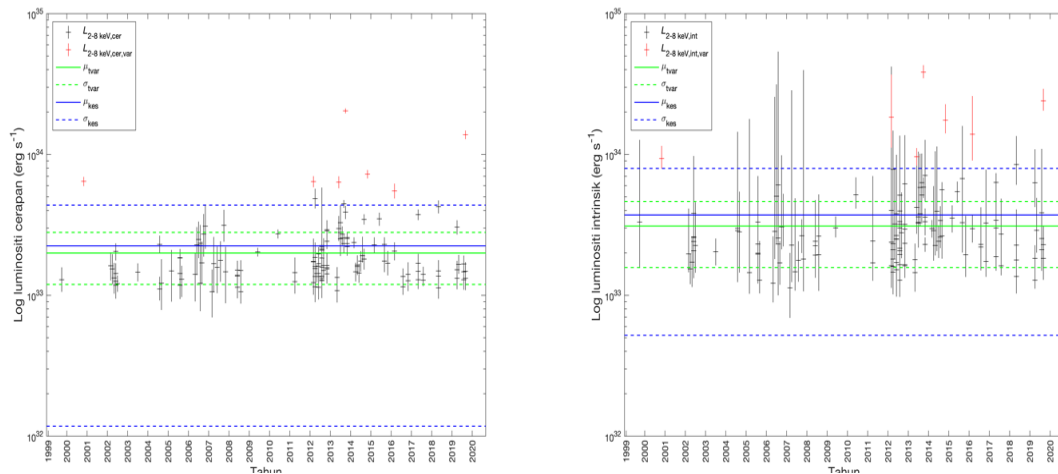 10^35
10^34
10^33
10^32
Log luminositi cerapan (erg s^-1)
L_2-8 keV,cer
L_2-8 keV,cer,var
μ_tvar
σ_tvar
μ_kes
σ_kes
1999 2000 2001 2002 2003 2004 2005 2006 2007 2008 2009 2010 2011 2012 2013 2014 2015 2016 2017 2018 2019 2020
Tahun
10^35
10^34
10^33
10^32
Log luminositi intrinsik (erg s^-1)
L_2-8 keV,int
L_2-8 keV,int,var
μ_tvar
σ_tvar
μ_kes
σ_kes
1999 2000 2001 2002 2003 2004 2005 2006 2007 2008 2009 2010 2011 2012 2013 2014 2015 2016 2017 2018 2019 2020
Tahun